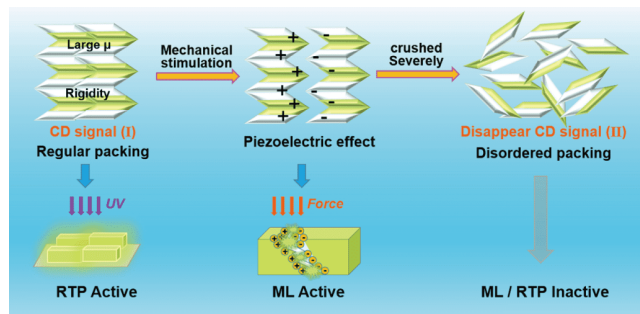 Large μ
Rigidity
CD signal (I)
Regular packing
UV
RTP Active
Mechanical
stimulation
+ -
+ -
+ -
+ -
+ -
Piezoelectric effect
Force
ML Active
crushed
Severely
Disappear CD signal (II)
Disordered packing
ML / RTP Inactive